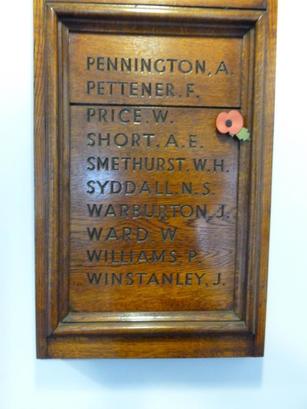 PENNINGTON, A.
PETTENER. F.
PRICE. W.
SHORT. A. E.
SMETHURST. W. H.
SYDDALL. N. S.
WARBURTON, J.
WARD. W.
WILLIAMS. P.
WINSTANLEY, J.